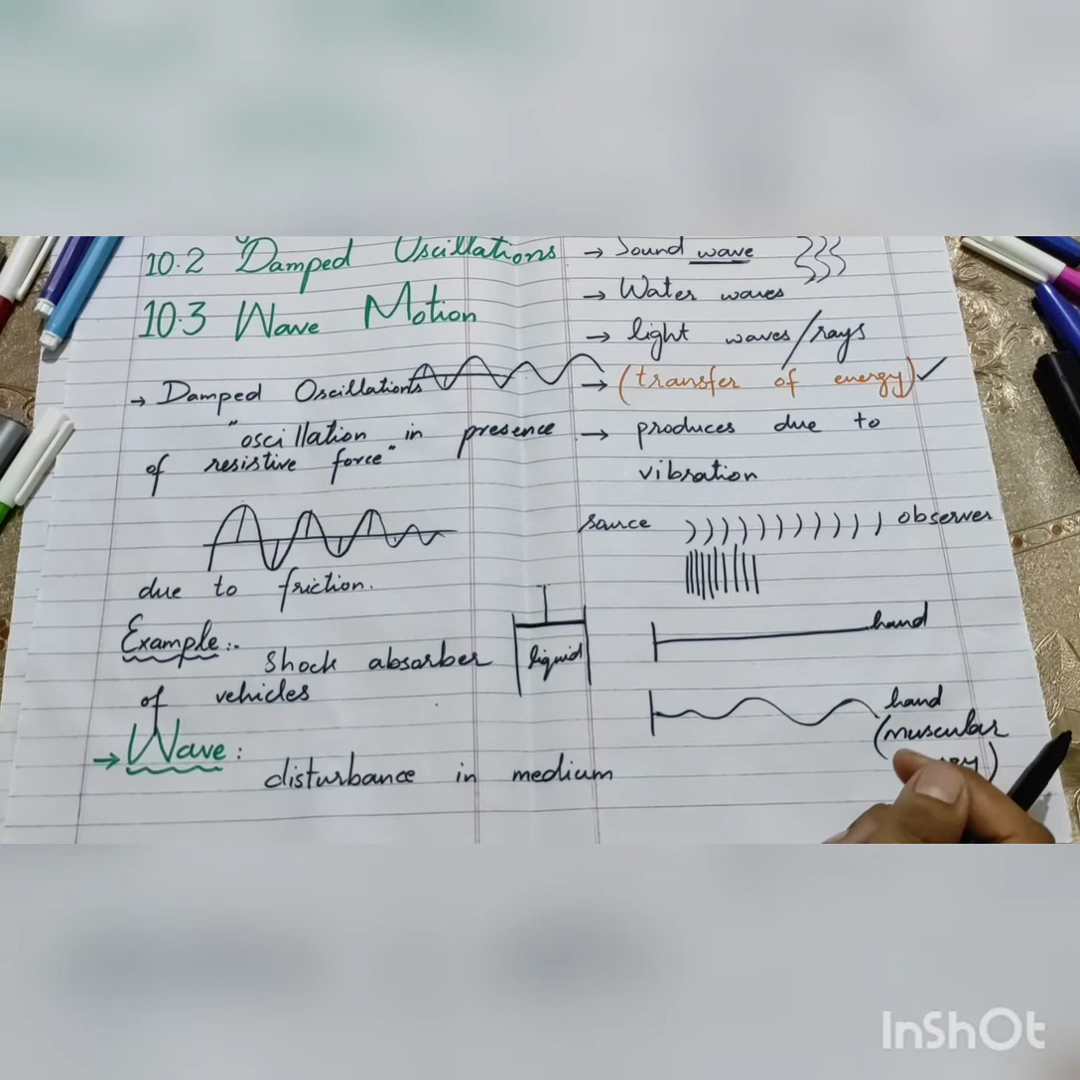 10.2 Damped Oscillations
10.3 Wave Motion
→ Damped Oscillations
"oscillation in presence
of resistive force"
due to friction.
Example:-
Shock absorber
of vehicles
liquid
→ Wave:
disturbance in medium
→ Sound wave
→ Water waves
→ light waves/rays
→ (transfer of energy) ✓
→ produces due to
vibration
source ))))))))))) observer
hand
hand
(muscular
InShOt